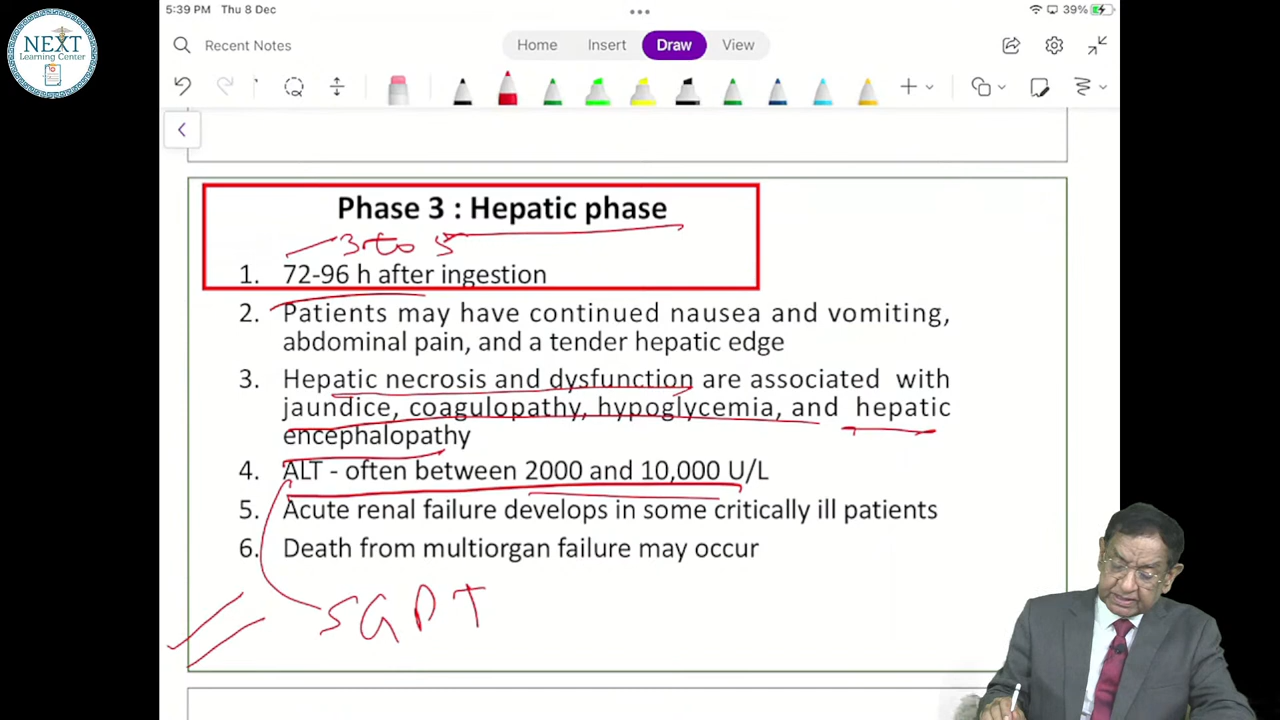 5:39 PM Thu 8 Dec
39%
NEXT
Learning Center
Recent Notes
Home Insert Draw View
Phase 3 : Hepatic phase
3 to 5
1. 72-96 h after ingestion
2. Patients may have continued nausea and vomiting,
abdominal pain, and a tender hepatic edge
3. Hepatic necrosis and dysfunction are associated with
jaundice, coagulopathy, hypoglycemia, and hepatic
encephalopathy
4. ALT - often between 2000 and 10,000 U/L
5. Acute renal failure develops in some critically ill patients
6. Death from multiorgan failure may occur
SGPT